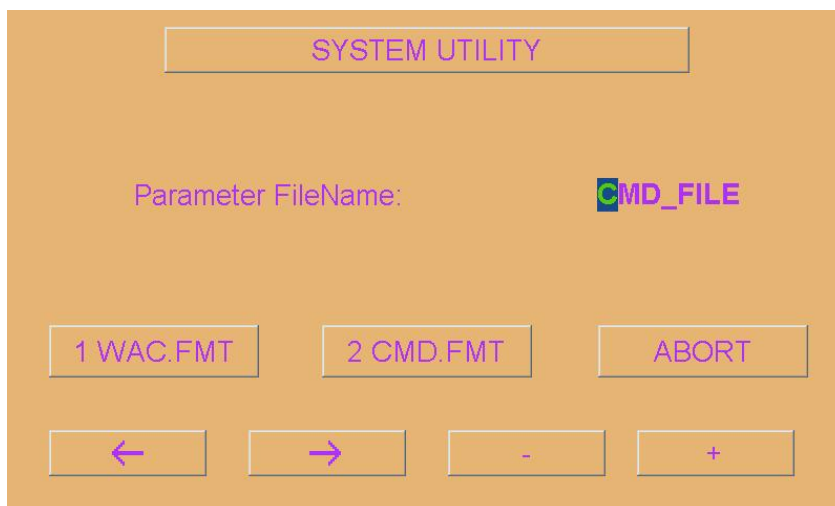 SYSTEM UTILITY
Parameter FileName: CMD_FILE
1 WAC.FMT 2 CMD.FMT ABORT
← → - +